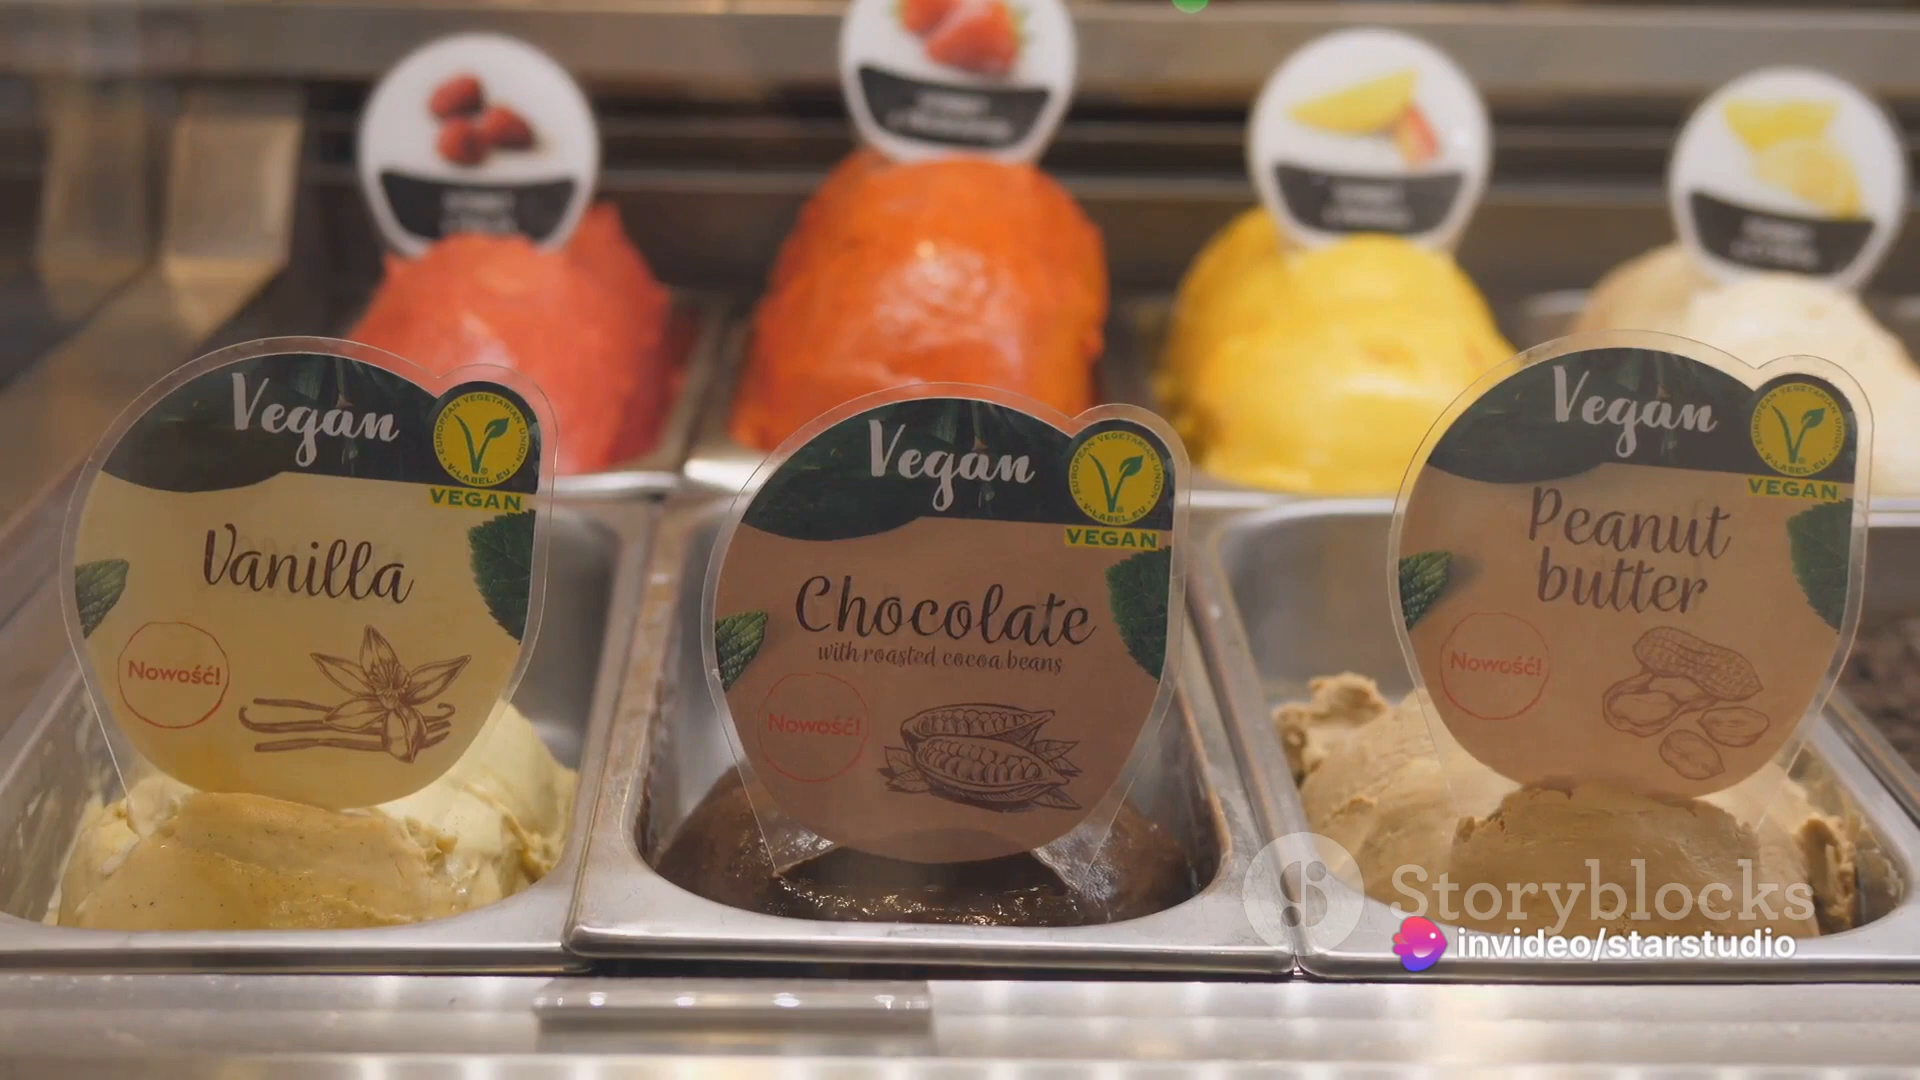 Vegan
EUROPEAN VEGETARIAN UNION
V-LABEL.EU
VEGAN
Vanilla
Nowość!
Vegan
EUROPEAN VEGETARIAN UNION
V-LABEL.EU
VEGAN
Chocolate
with roasted cocoa beans
Nowość!
Vegan
EUROPEAN VEGETARIAN UNION
V-LABEL.EU
VEGAN
Peanut
butter
Nowość!
Storyblocks
invideo/starstudio